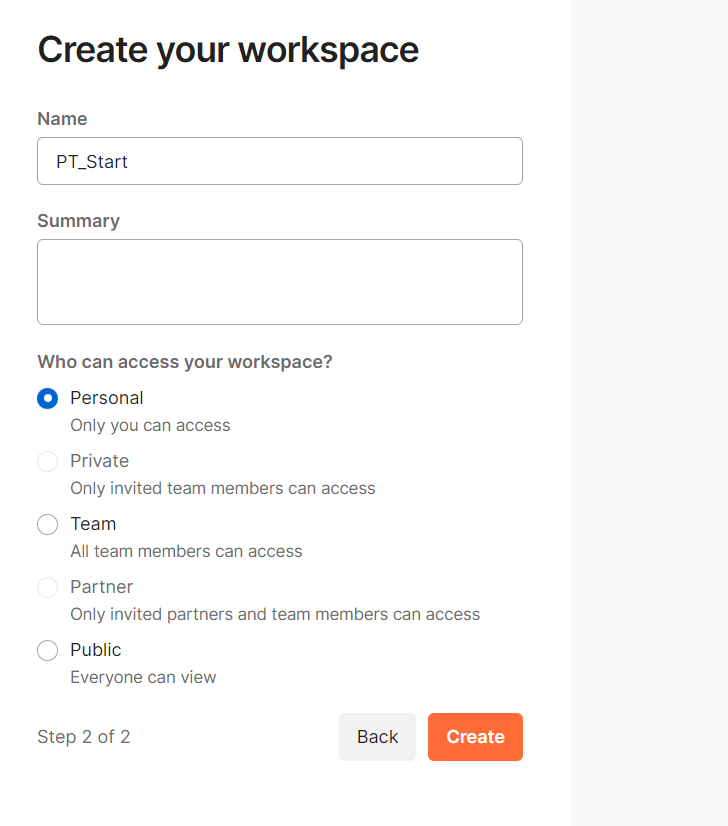 Create your workspace
Name
PT_Start
Summary
Who can access your workspace?
Personal
Only you can access
Private
Only invited team members can access
Team
All team members can access
Partner
Only invited partners and team members can access
Public
Everyone can view
Step 2 of 2 Back Create